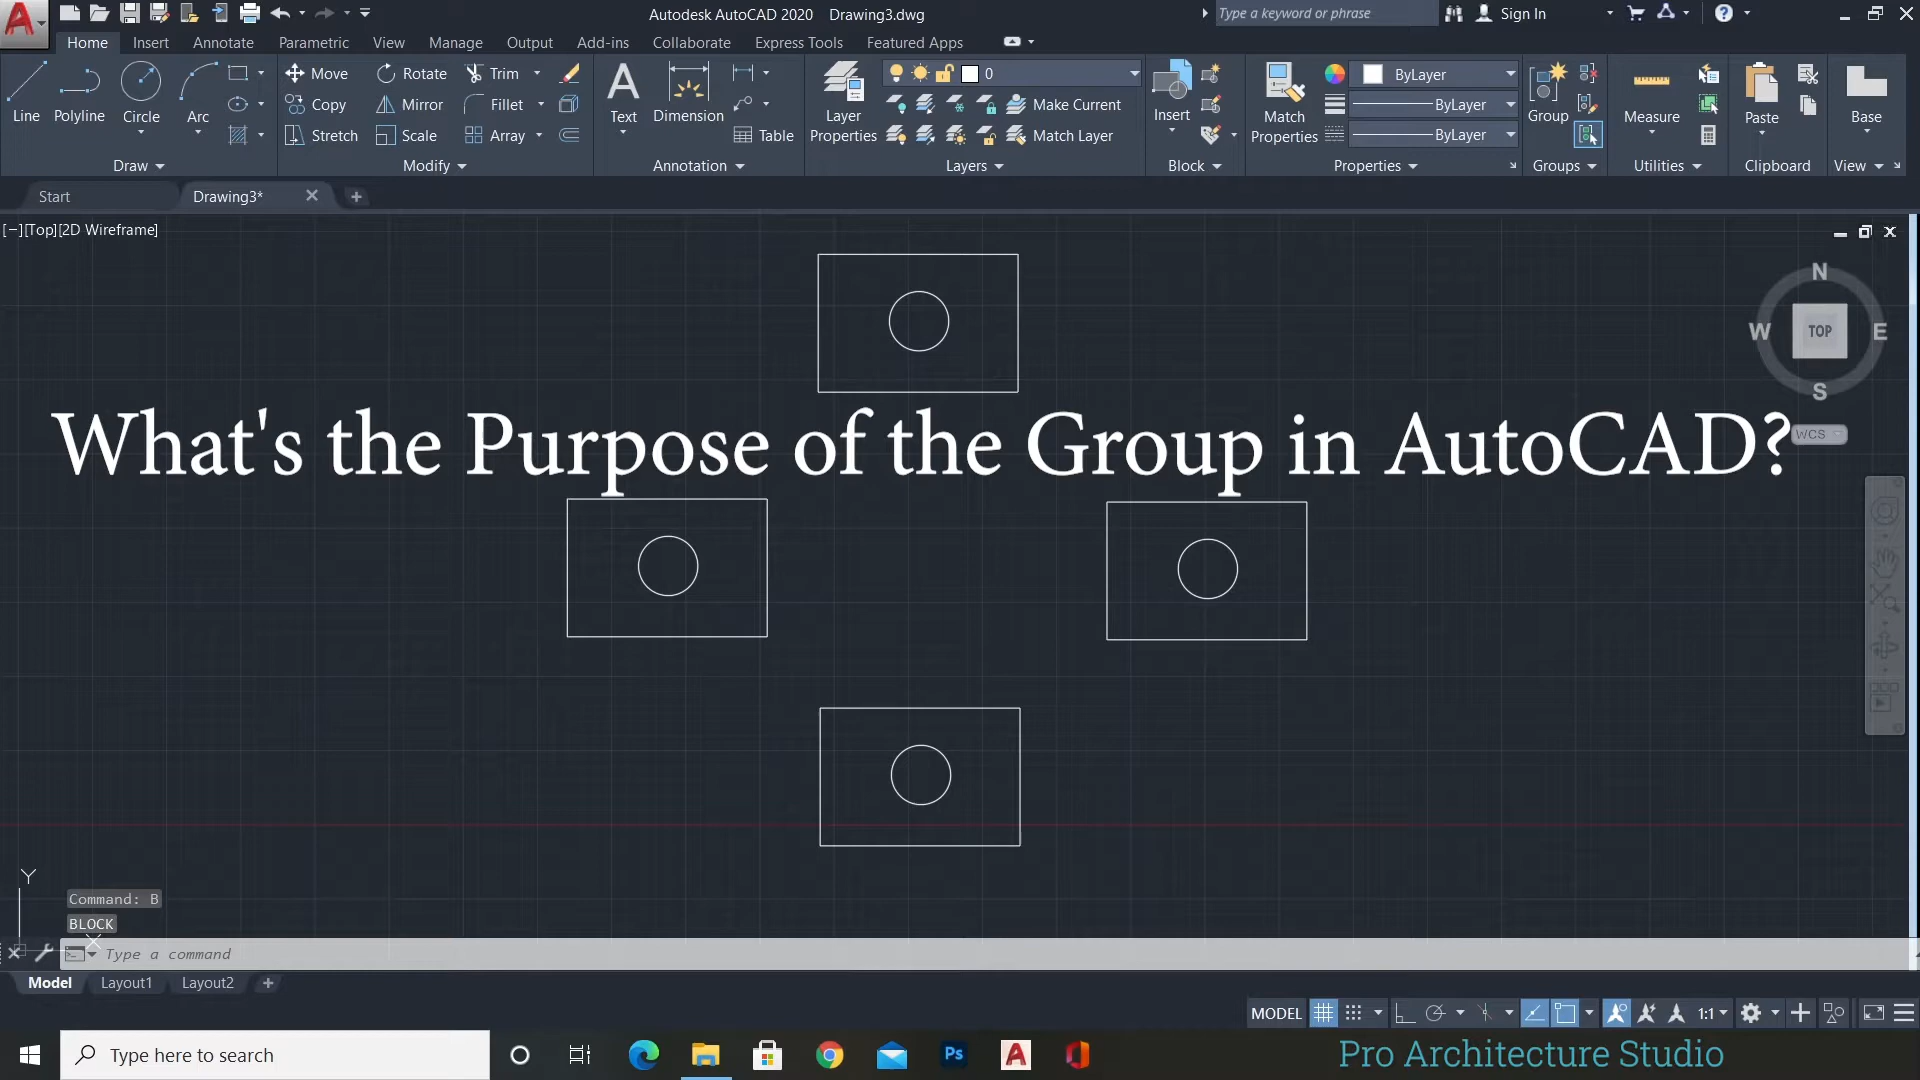 Autodesk AutoCAD 2020 Drawing3.dwg
Type a keyword or phrase
Sign In
Home Insert Annotate Parametric View Manage Output Add-ins Collaborate Express Tools Featured Apps
Line Polyline Circle Arc
Move Rotate Trim
Copy Mirror Fillet
Stretch Scale Array
Text Dimension
Table
Layer Properties
0
Make Current
Match Layer
Insert
Match Properties
ByLayer
ByLayer
ByLayer
Group
Measure
Paste
Base
Draw Modify Annotation Layers Block Properties Groups Utilities Clipboard View
Start Drawing3*
[−][Top][2D Wireframe]
N
W TOP E
S
WCS
What's the Purpose of the Group in AutoCAD?
Y
Command: B
BLOCK
Type a command
Model Layout1 Layout2
MODEL
1:1
Type here to search
Ps
Pro Architecture Studio